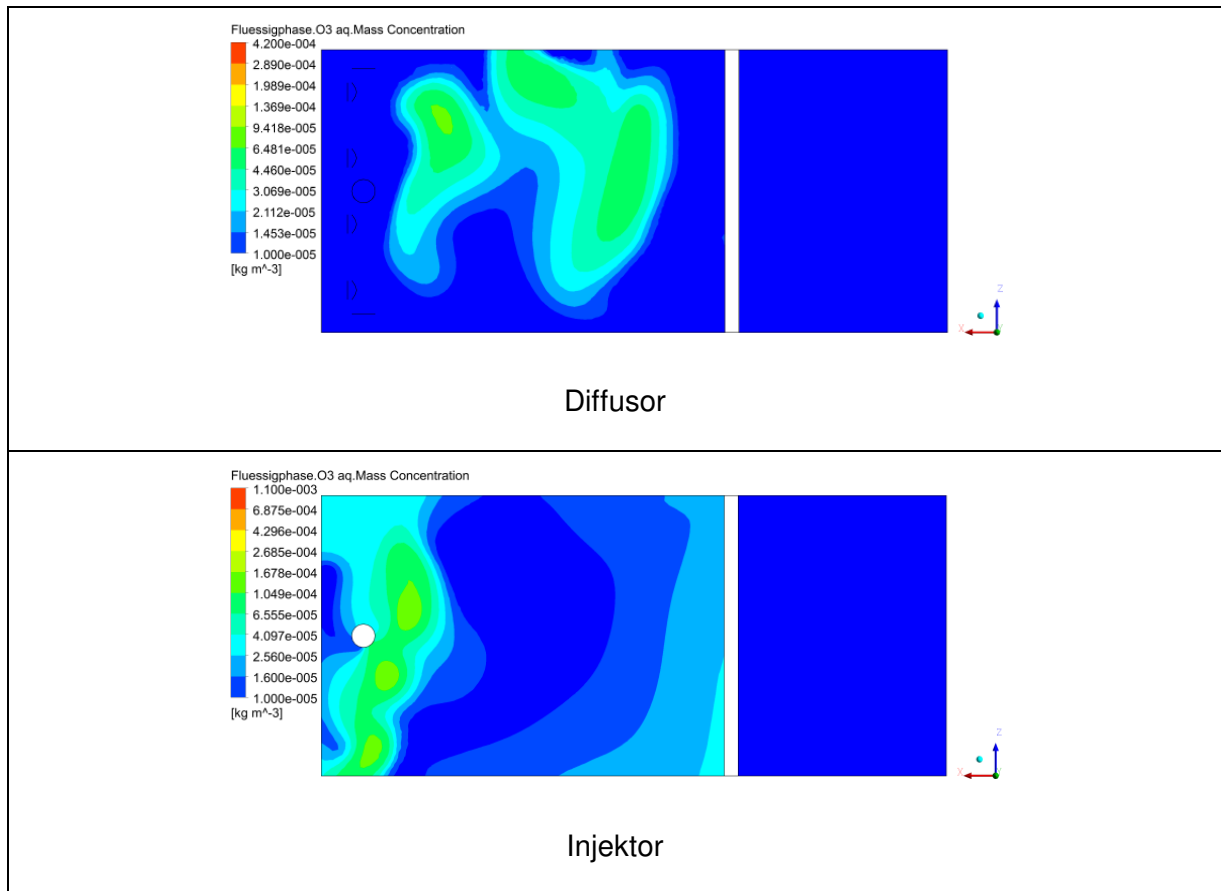 Fluessigphase.O3 aq.Mass Concentration
4.200e-004
2.890e-004
1.989e-004
1.369e-004
9.418e-005
6.481e-005
4.460e-005
3.069e-005
2.112e-005
1.453e-005
1.000e-005
[kg m^-3]
Z
X
Y
Diffusor
Fluessigphase.O3 aq.Mass Concentration
1.100e-003
6.875e-004
4.296e-004
2.685e-004
1.678e-004
1.049e-004
6.555e-005
4.097e-005
2.560e-005
1.600e-005
1.000e-005
[kg m^-3]
Z
X
Injektor